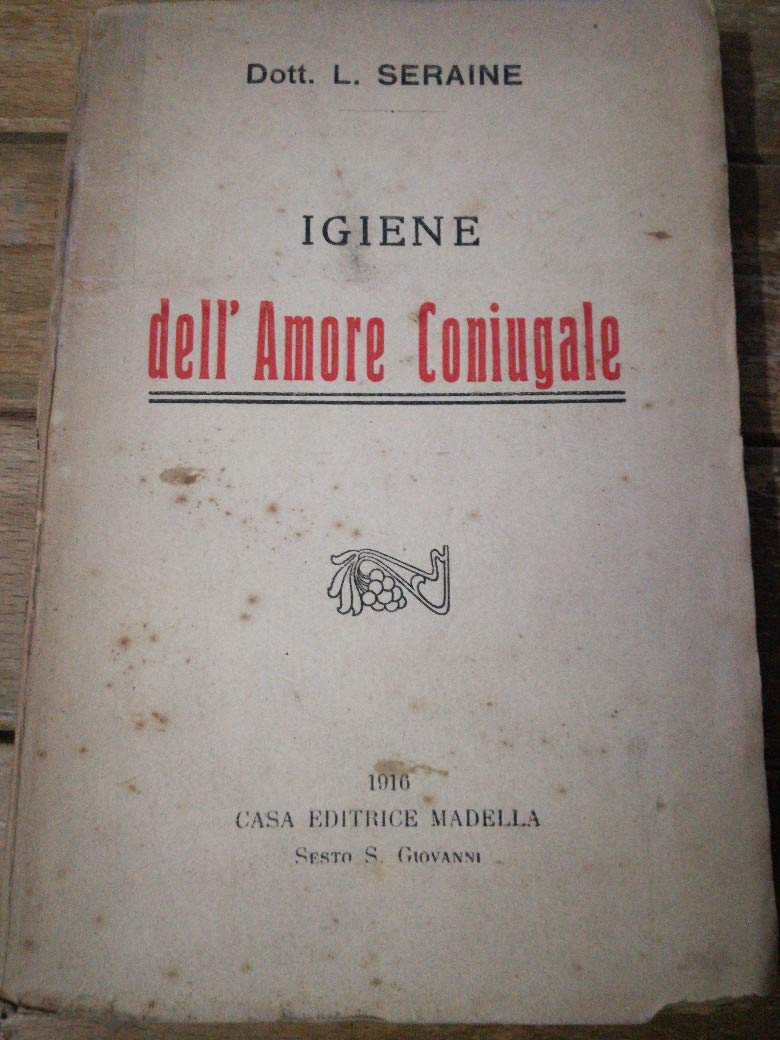 Dott. L. SERAINE
IGIENE
dell' Amore Coniugale
1916
CASA EDITRICE MADELLA
SESTO S. GIOVANNI